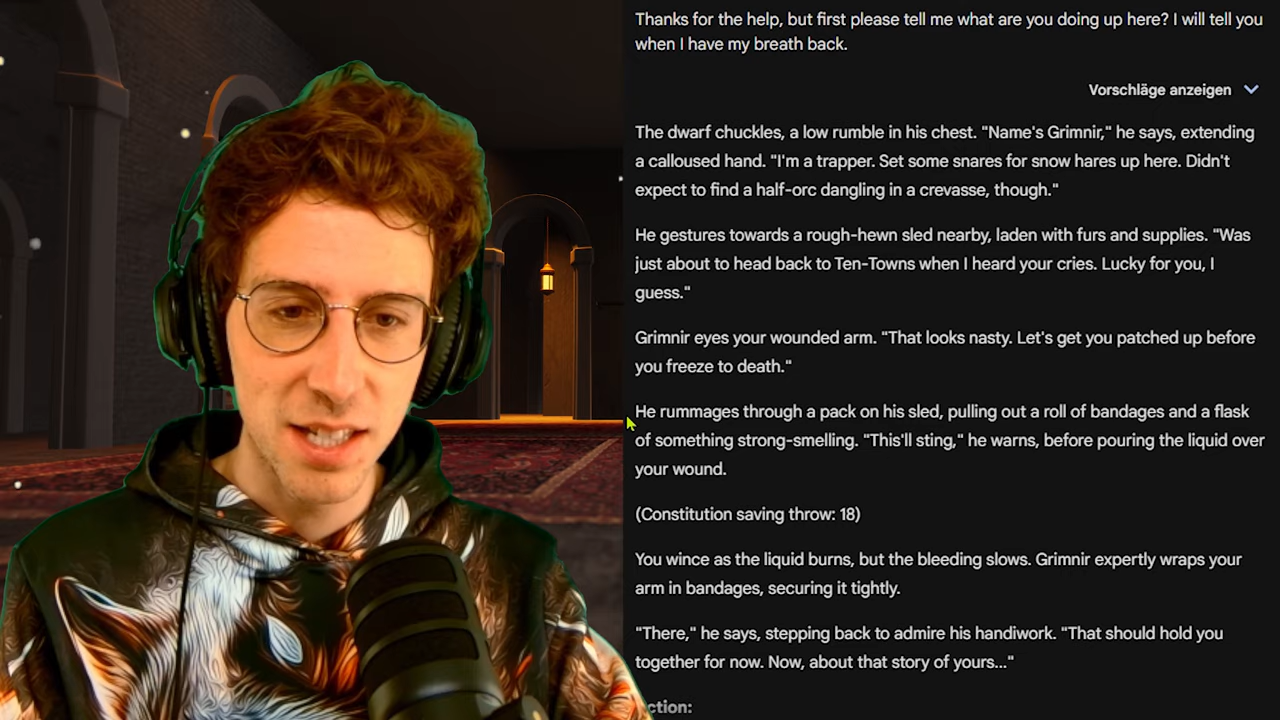 Thanks for the help, but first please tell me what are you doing up here? I will tell you
when I have my breath back.
Vorschläge anzeigen
The dwarf chuckles, a low rumble in his chest. "Name's Grimnir," he says, extending
a calloused hand. "I'm a trapper. Set some snares for snow hares up here. Didn't
expect to find a half-orc dangling in a crevasse, though."
He gestures towards a rough-hewn sled nearby, laden with furs and supplies. "Was
just about to head back to Ten-Towns when I heard your cries. Lucky for you, I
guess."
Grimnir eyes your wounded arm. "That looks nasty. Let's get you patched up before
you freeze to death."
He rummages through a pack on his sled, pulling out a roll of bandages and a flask
of something strong-smelling. "This'll sting," he warns, before pouring the liquid over
your wound.
(Constitution saving throw: 18)
You wince as the liquid burns, but the bleeding slows. Grimnir expertly wraps your
arm in bandages, securing it tightly.
"There," he says, stepping back to admire his handiwork. "That should hold you
together for now. Now, about that story of yours..."
ction: